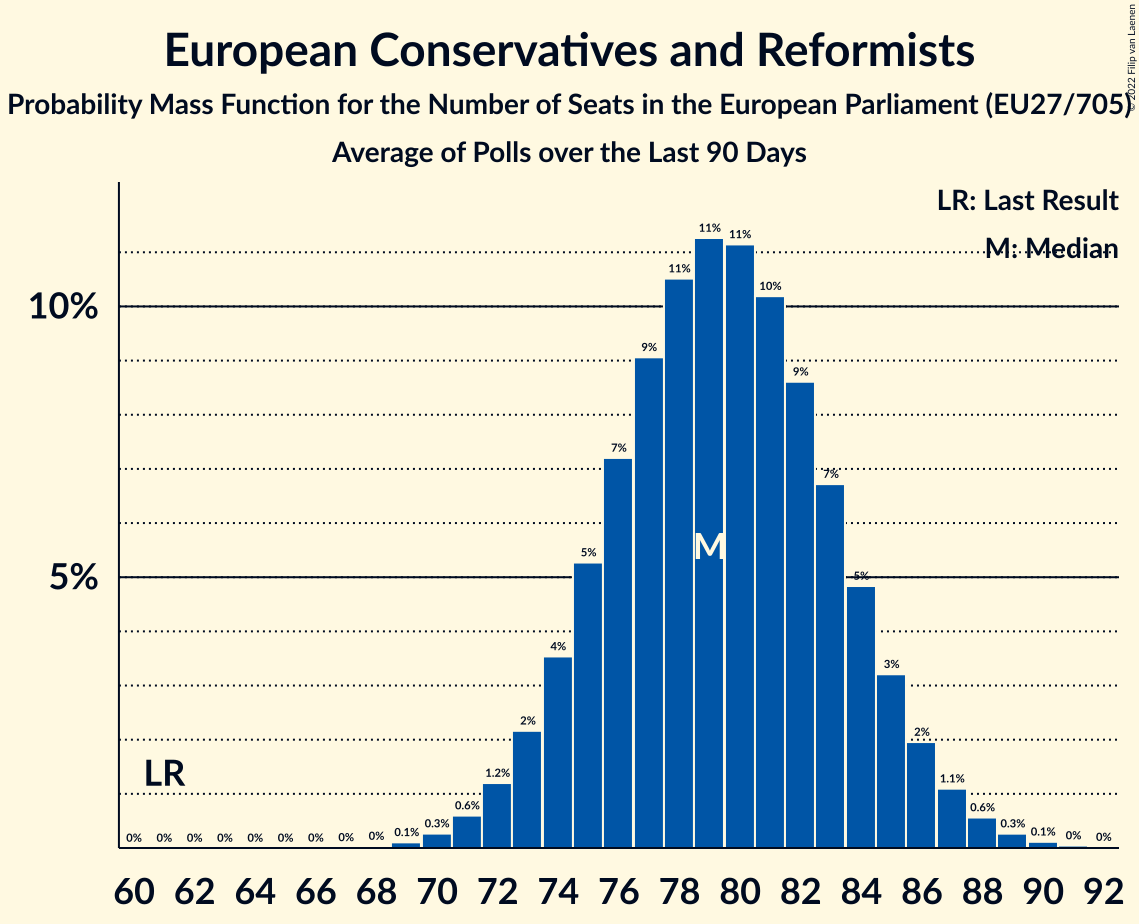 European Conservatives and Reformists
Probability Mass Function for the Number of Seats in the European Parliament (EU27/705)
Average of Polls over the Last 90 Days
© 2022 Filip van Laenen
LR: Last Result
M: Median
10%
5%
LR
M
0% 0% 0% 0% 0% 0% 0% 0% 0% 0.1% 0.3% 0.6% 1.2% 2% 4% 5% 7% 9% 11% 11% 11% 10% 9% 7% 5% 3% 2% 1.1% 0.6% 0.3% 0.1% 0% 0%
60 62 64 66 68 70 72 74 76 78 80 82 84 86 88 90 92